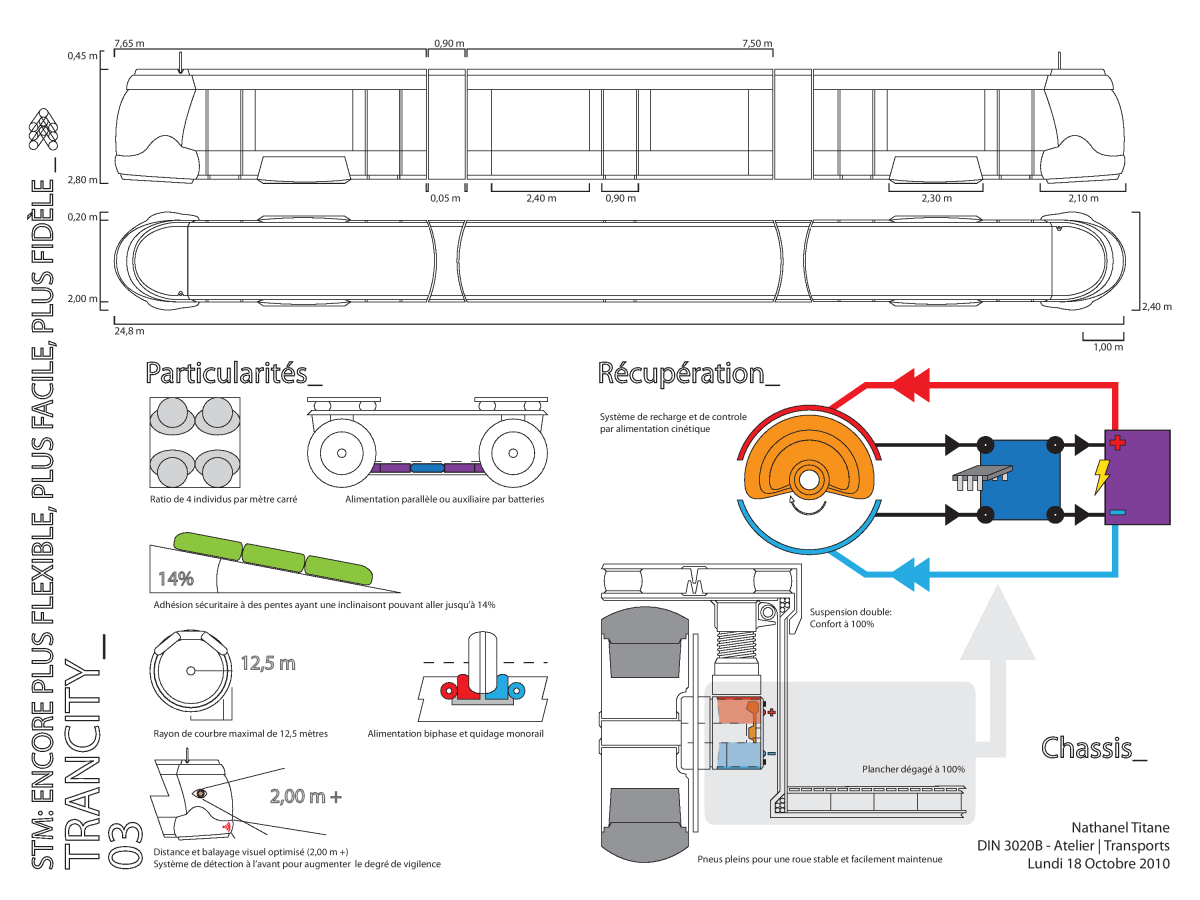 7,65 m
0,90 m
7,50 m
0,45 m
2,80 m
0,05 m
2,40 m
0,90 m
2,30 m
2,10 m
0,20 m
2,00 m
2,40 m
24,8 m
1,00 m
STM: ENCORE PLUS FLEXIBLE, PLUS FACILE, PLUS FIDÈLE _
TRANCITY _
03
Particularités_
Ratio de 4 individus par mètre carré
Alimentation parallèle ou auxiliaire par batteries
14%
Adhésion sécuritaire à des pentes ayant une inclinaisont pouvant aller jusqu'à 14%
12,5 m
Rayon de courbe maximal de 12,5 mètres
Alimentation biphase et quidage monorail
2,00 m +
Distance et balayage visuel optimisé (2,00 m +)
Système de détection à l'avant pour augmenter le degré de vigilence
Récupération_
Système de recharge et de controle
par alimentation cinétique
Suspension double:
Confort à 100%
Plancher dégagé à 100%
Chassis_
Pneus pleins pour une roue stable et facilement maintenue
Nathanel Titane
DIN 3020B - Atelier | Transports
Lundi 18 Octobre 2010